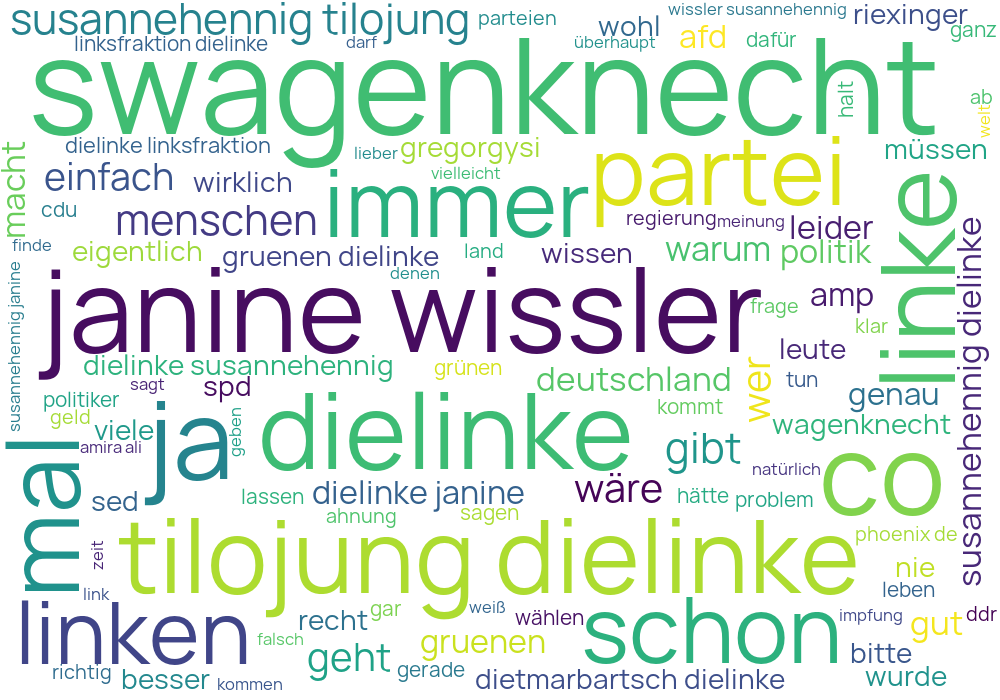 susannehennig tilojung
parteien
wohl
wissler susannehennig
riexinger
linksfraktion dielinke
darf
überhaupt
afd
dafür
ganz
swagenknecht
halt
ab
welt
dielinke linksfraktion
lieber
gregorgysi
müssen
macht
einfach
wirklich
vielleicht
immer
partei
linke
cdu
menschen
regierung
meinung
leider
finde
eigentlich
gruenen dielinke
denen
land
wissen
warum
politik
susannehennig janine
janine wissler
frage
amp
klar
susannehennig dielinke
dielinke susannehennig
grünen
wer
leute
sagt
spd
deutschland
tun
politiker
geld
viele
ja
geben
dielinke
kommt
genau
wagenknecht
amira ali
mal
gibt
natürlich
co
sed
lassen
dielinke janine
wäre
hätte
problem
ahnung
sagen
tilojung dielinke
phoenix de
zeit
nie
link
leben
linken
recht
gar
weiß
wählen
schon
impfung
gut
ddr
falsch
geht
gruenen
bitte
richtig
besser
kommen
gerade
dietmarbartsch dielinke
wurde